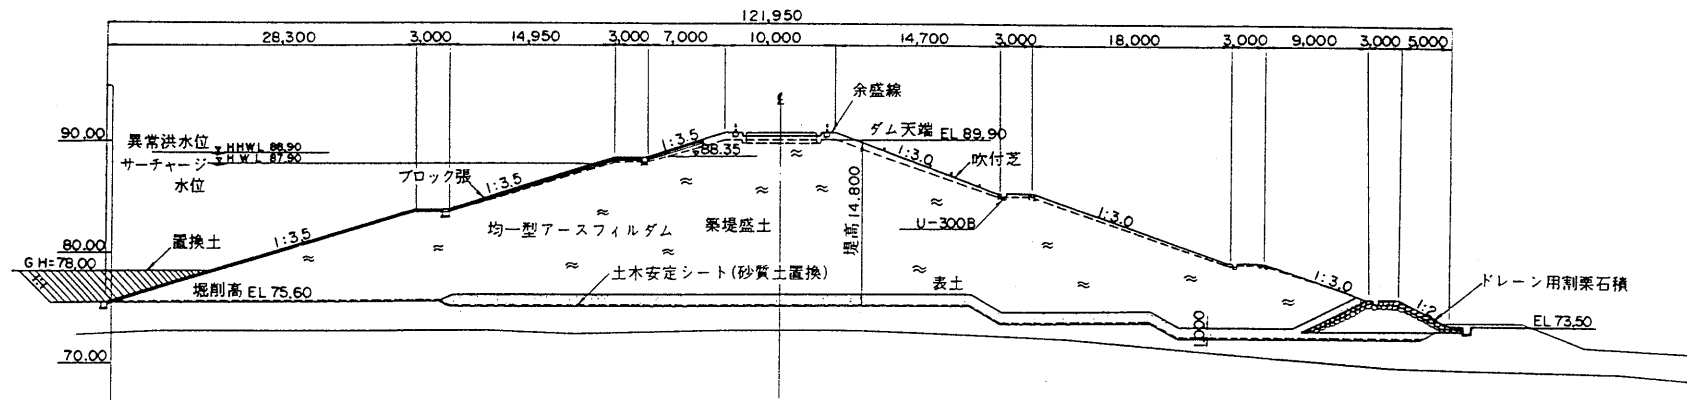 121,950
28,300 3,000 14,950 3,000 7,000 10,000 14,700 3,000 18,000 3,000 9,000 3,000 5,000
余盛線
90.00
異常洪水位 HHWL 88.90
ダム天端 EL 89.90
サーチャージ水位 HWL 87.90
1:3.5
88.35
1:3.0
吹付芝
ブロック張
1:3.5
堤高14.800
U-300B
1:3.0
均一型アースフィルダム
築堤盛土
1:3.5
置換土
80.00
GH=78.00
土木安定シート(砂質土置換)
表土
1:3.0
ドレーン用割栗石積
掘削高 EL 75.60
1:2
1,000
EL 73.50
70.00